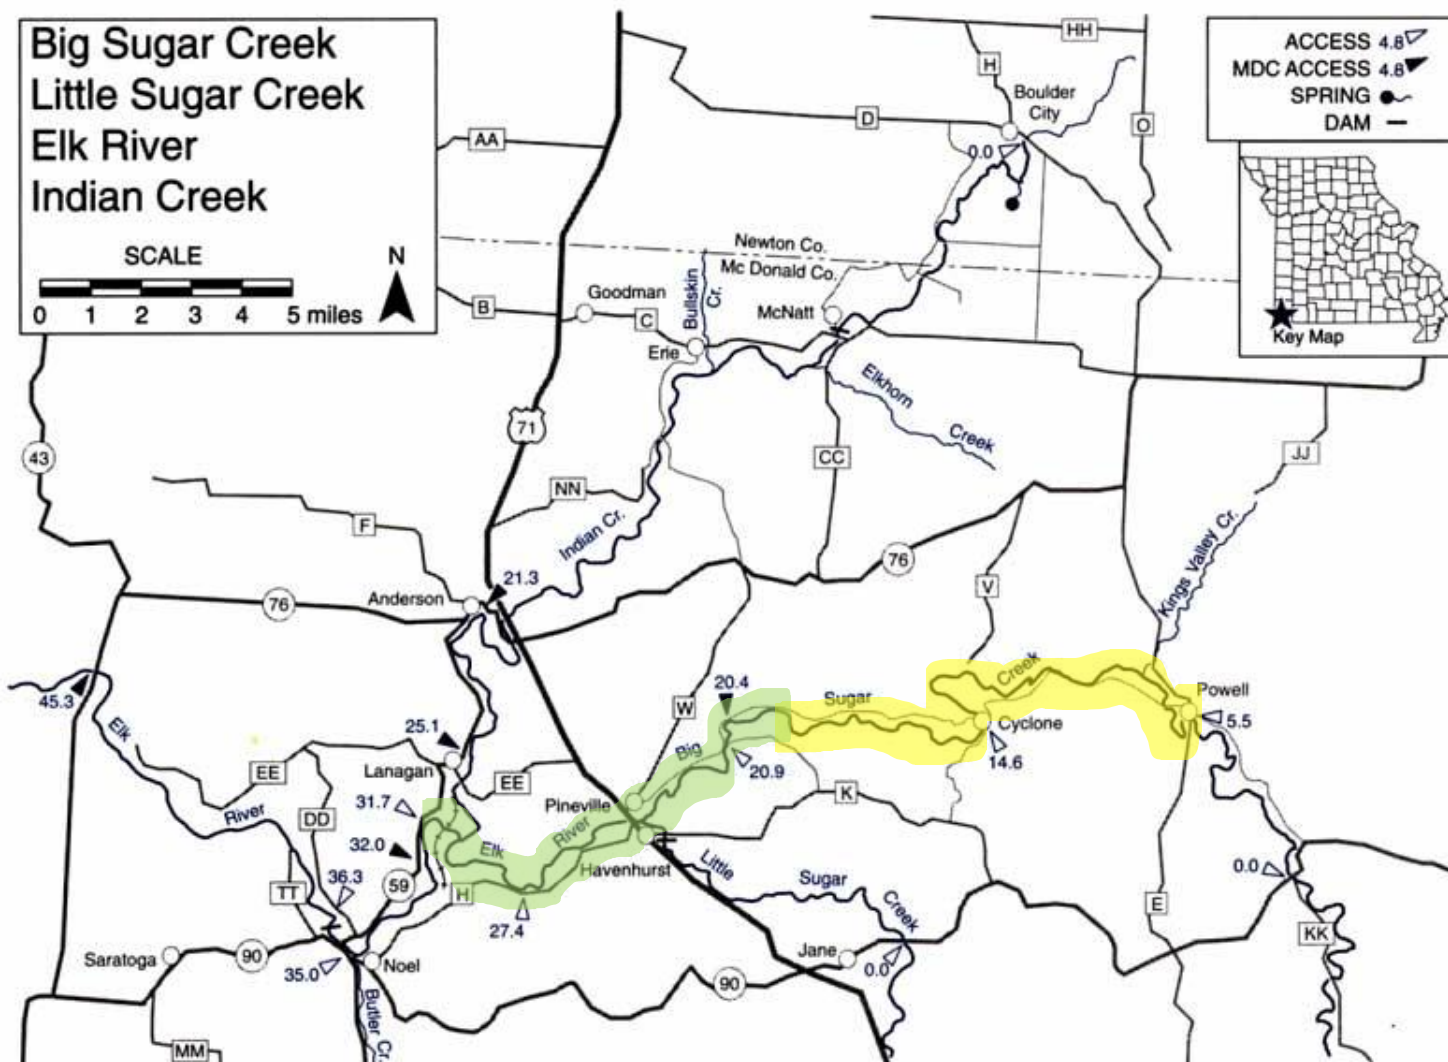 Big Sugar Creek
Little Sugar Creek
Elk River
Indian Creek
SCALE
N
0 1 2 3 4 5 miles
ACCESS 4.8
MDC ACCESS 4.8
SPRING
DAM
Key Map
HH
H
Boulder
City
D
O
0.0
AA
Newton Co.
Mc Donald Co.
Bullskin
Cr.
Goodman
B
C
McNatt
Erie
Elkhorn
Creek
71
43
CC
JJ
NN
F
Indian Cr.
76
Kings Valley Cr.
V
21.3
Anderson
76
45.3
Elk
River
20.4
W
Big
Sugar
Creek
Cyclone
Powell
5.5
14.6
20.9
25.1
Lanagan
EE
EE
Pineville
River
Elk
K
31.7
DD
32.0
Havenhurst
Little
Sugar
Creek
36.3
59
H
TT
27.4
E
0.0
KK
Saratoga
90
35.0
Noel
Jane
0.0
90
Butler Cr.
MM